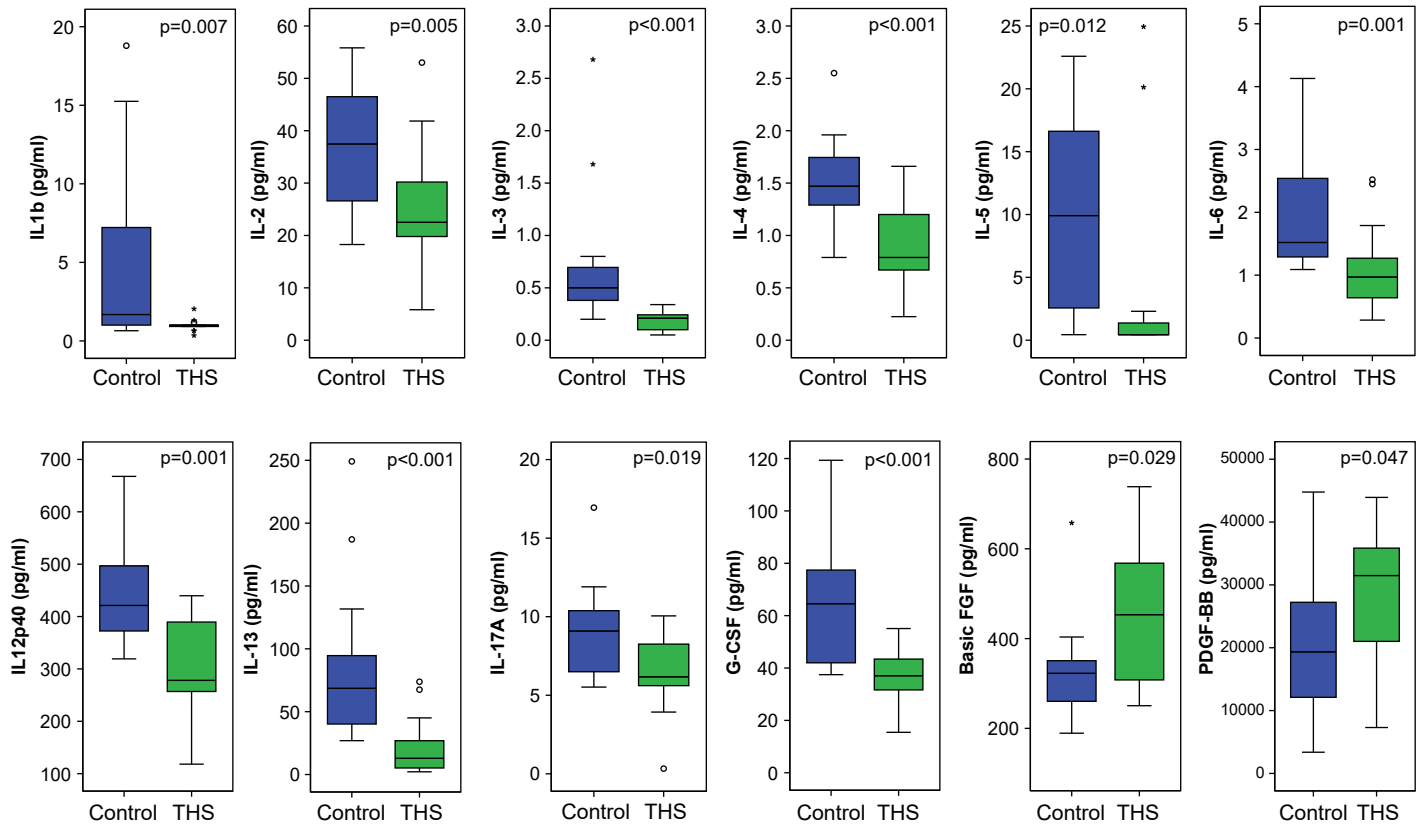 IL1b (pg/ml)
20
15
10
5
0
p=0.007
Control THS
IL-2 (pg/ml)
60
50
40
30
20
10
0
p=0.005
Control THS
IL-3 (pg/ml)
3.0
2.5
2.0
1.5
1.0
0.5
0.0
p<0.001
Control THS
IL-4 (pg/ml)
3.0
2.5
2.0
1.5
1.0
0.5
0.0
p<0.001
Control THS
IL-5 (pg/ml)
25
20
15
10
5
0
p=0.012
Control THS
IL-6 (pg/ml)
5
4
3
2
1
0
p=0.001
Control THS
IL12p40 (pg/ml)
700
600
500
400
300
200
100
p=0.001
Control THS
IL-13 (pg/ml)
250
200
150
100
50
0
p<0.001
Control THS
IL-17A (pg/ml)
20
15
10
5
0
p=0.019
Control THS
G-CSF (pg/ml)
120
100
80
60
40
20
0
p<0.001
Control THS
Basic FGF (pg/ml)
800
600
400
200
p=0.029
Control THS
PDGF-BB (pg/ml)
50000
40000
30000
20000
10000
0
p=0.047
Control THS